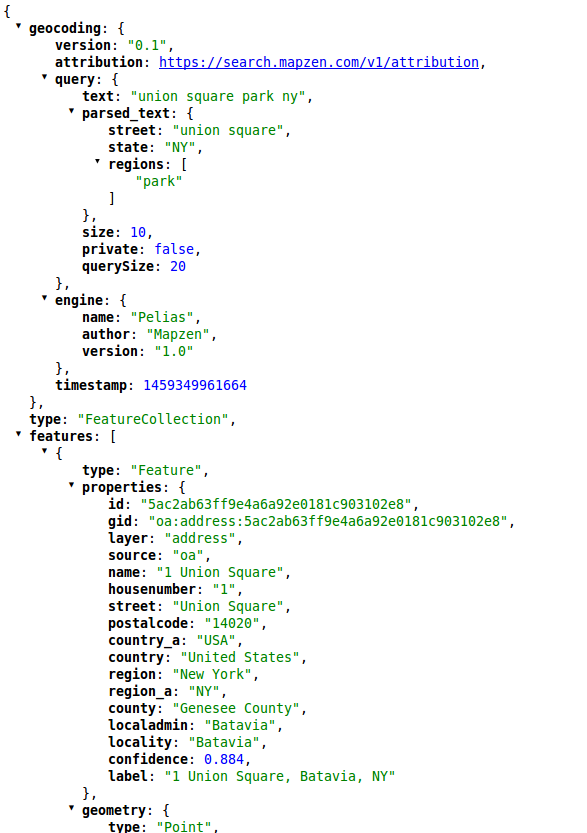 {
geocoding: {
version: "0.1",
attribution: https://search.mapzen.com/v1/attribution,
query: {
text: "union square park ny",
parsed_text: {
street: "union square",
state: "NY",
regions: [
"park"
]
},
size: 10,
private: false,
querySize: 20
},
engine: {
name: "Pelias",
author: "Mapzen",
version: "1.0"
},
timestamp: 1459349961664
},
type: "FeatureCollection",
features: [
{
type: "Feature",
properties: {
id: "5ac2ab63ff9e4a6a92e0181c903102e8",
gid: "oa:address:5ac2ab63ff9e4a6a92e0181c903102e8",
layer: "address",
source: "oa",
name: "1 Union Square",
housenumber: "1",
street: "Union Square",
postalcode: "14020",
country_a: "USA",
country: "United States",
region: "New York",
region_a: "NY",
county: "Genesee County",
localadmin: "Batavia",
locality: "Batavia",
confidence: 0.884,
label: "1 Union Square, Batavia, NY"
},
geometry: {
type: "Point",